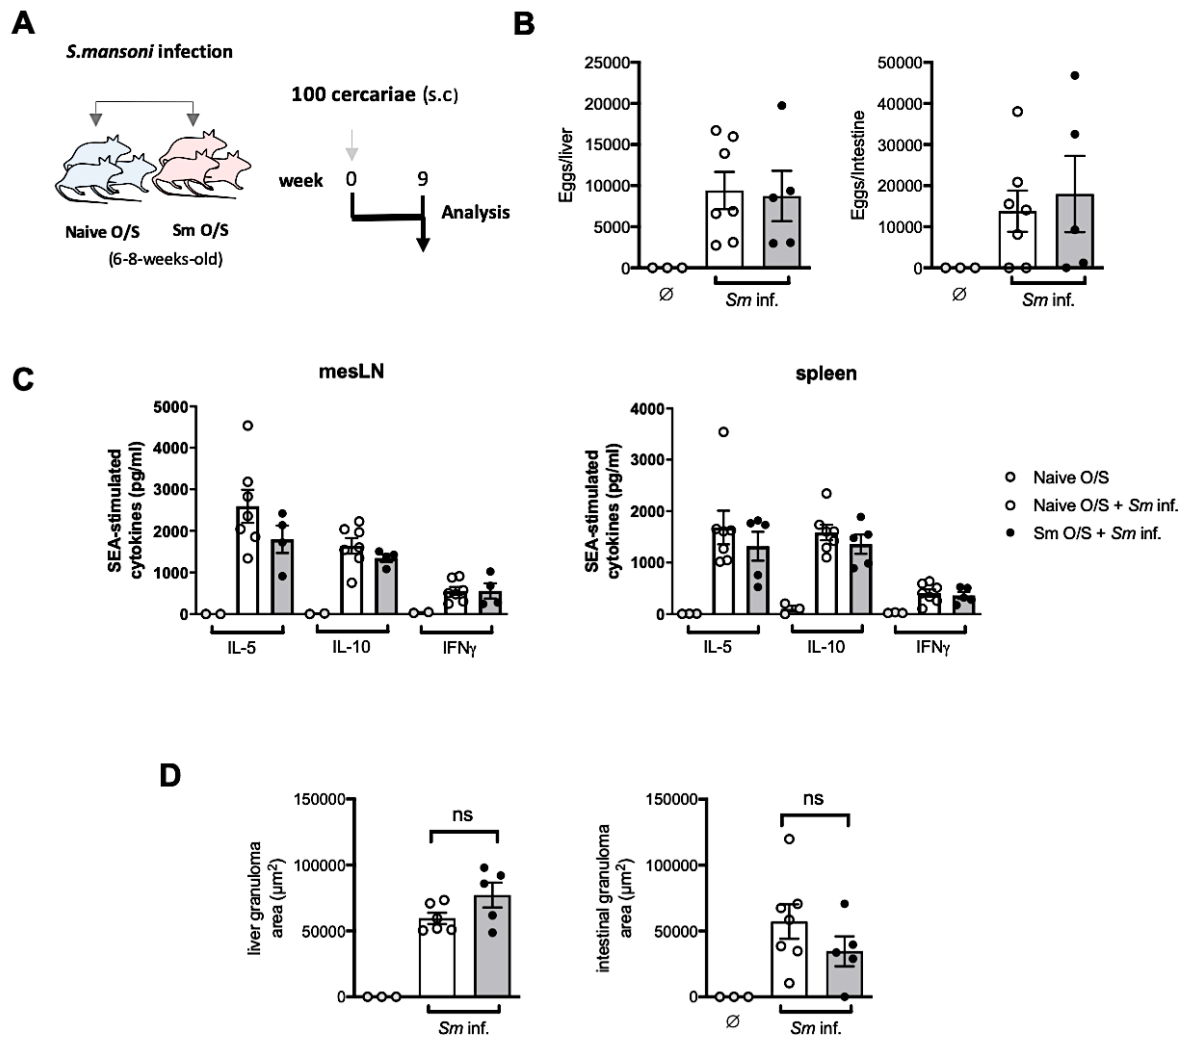 A
S.mansoni infection
Naive O/S
Sm O/S
(6-8-weeks-old)
100 cercariae (s.c)
week
0
9
Analysis
B
25000
20000
15000
10000
5000
0
Eggs/liver
∅
Sm inf.
50000
40000
30000
20000
10000
0
Eggs/Intestine
∅
Sm inf.
C
mesLN
5000
4000
3000
2000
1000
0
SEA-stimulated
cytokines (pg/ml)
IL-5
IL-10
IFNγ
spleen
4000
3000
2000
1000
0
SEA-stimulated
cytokines (pg/ml)
IL-5
IL-10
IFNγ
Naive O/S
Naive O/S + Sm inf.
Sm O/S + Sm inf.
D
150000
100000
50000
0
liver granuloma
area (µm²)
ns
Sm inf.
150000
100000
50000
0
intestinal granuloma
area (µm²)
ns
∅
Sm inf.